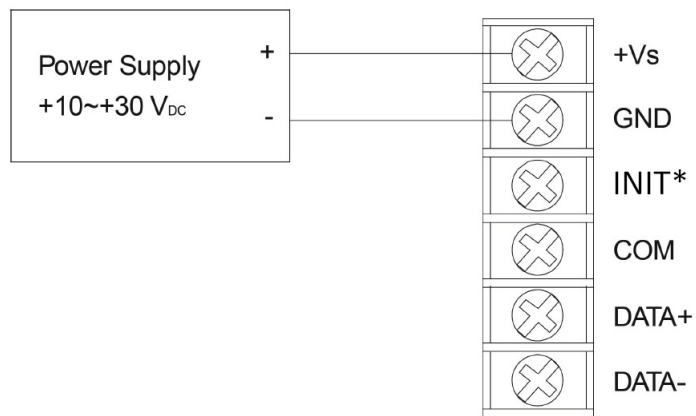 Power Supply
+10~+30 VDC
+
-
+Vs
GND
INIT*
COM
DATA+
DATA-